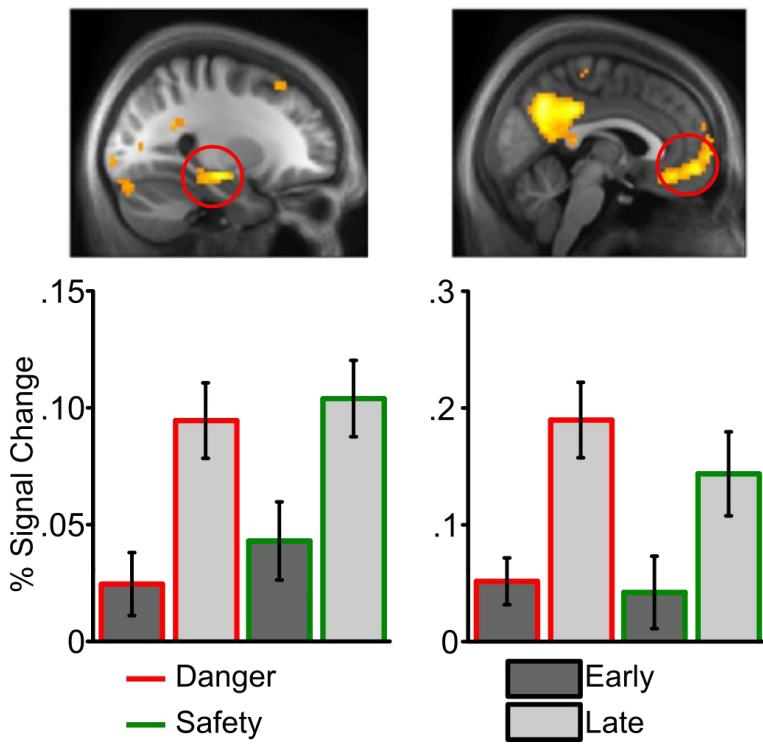 .15
.10
.05
0
% Signal Change
.3
.2
.1
0
Danger
Safety
Early
Late